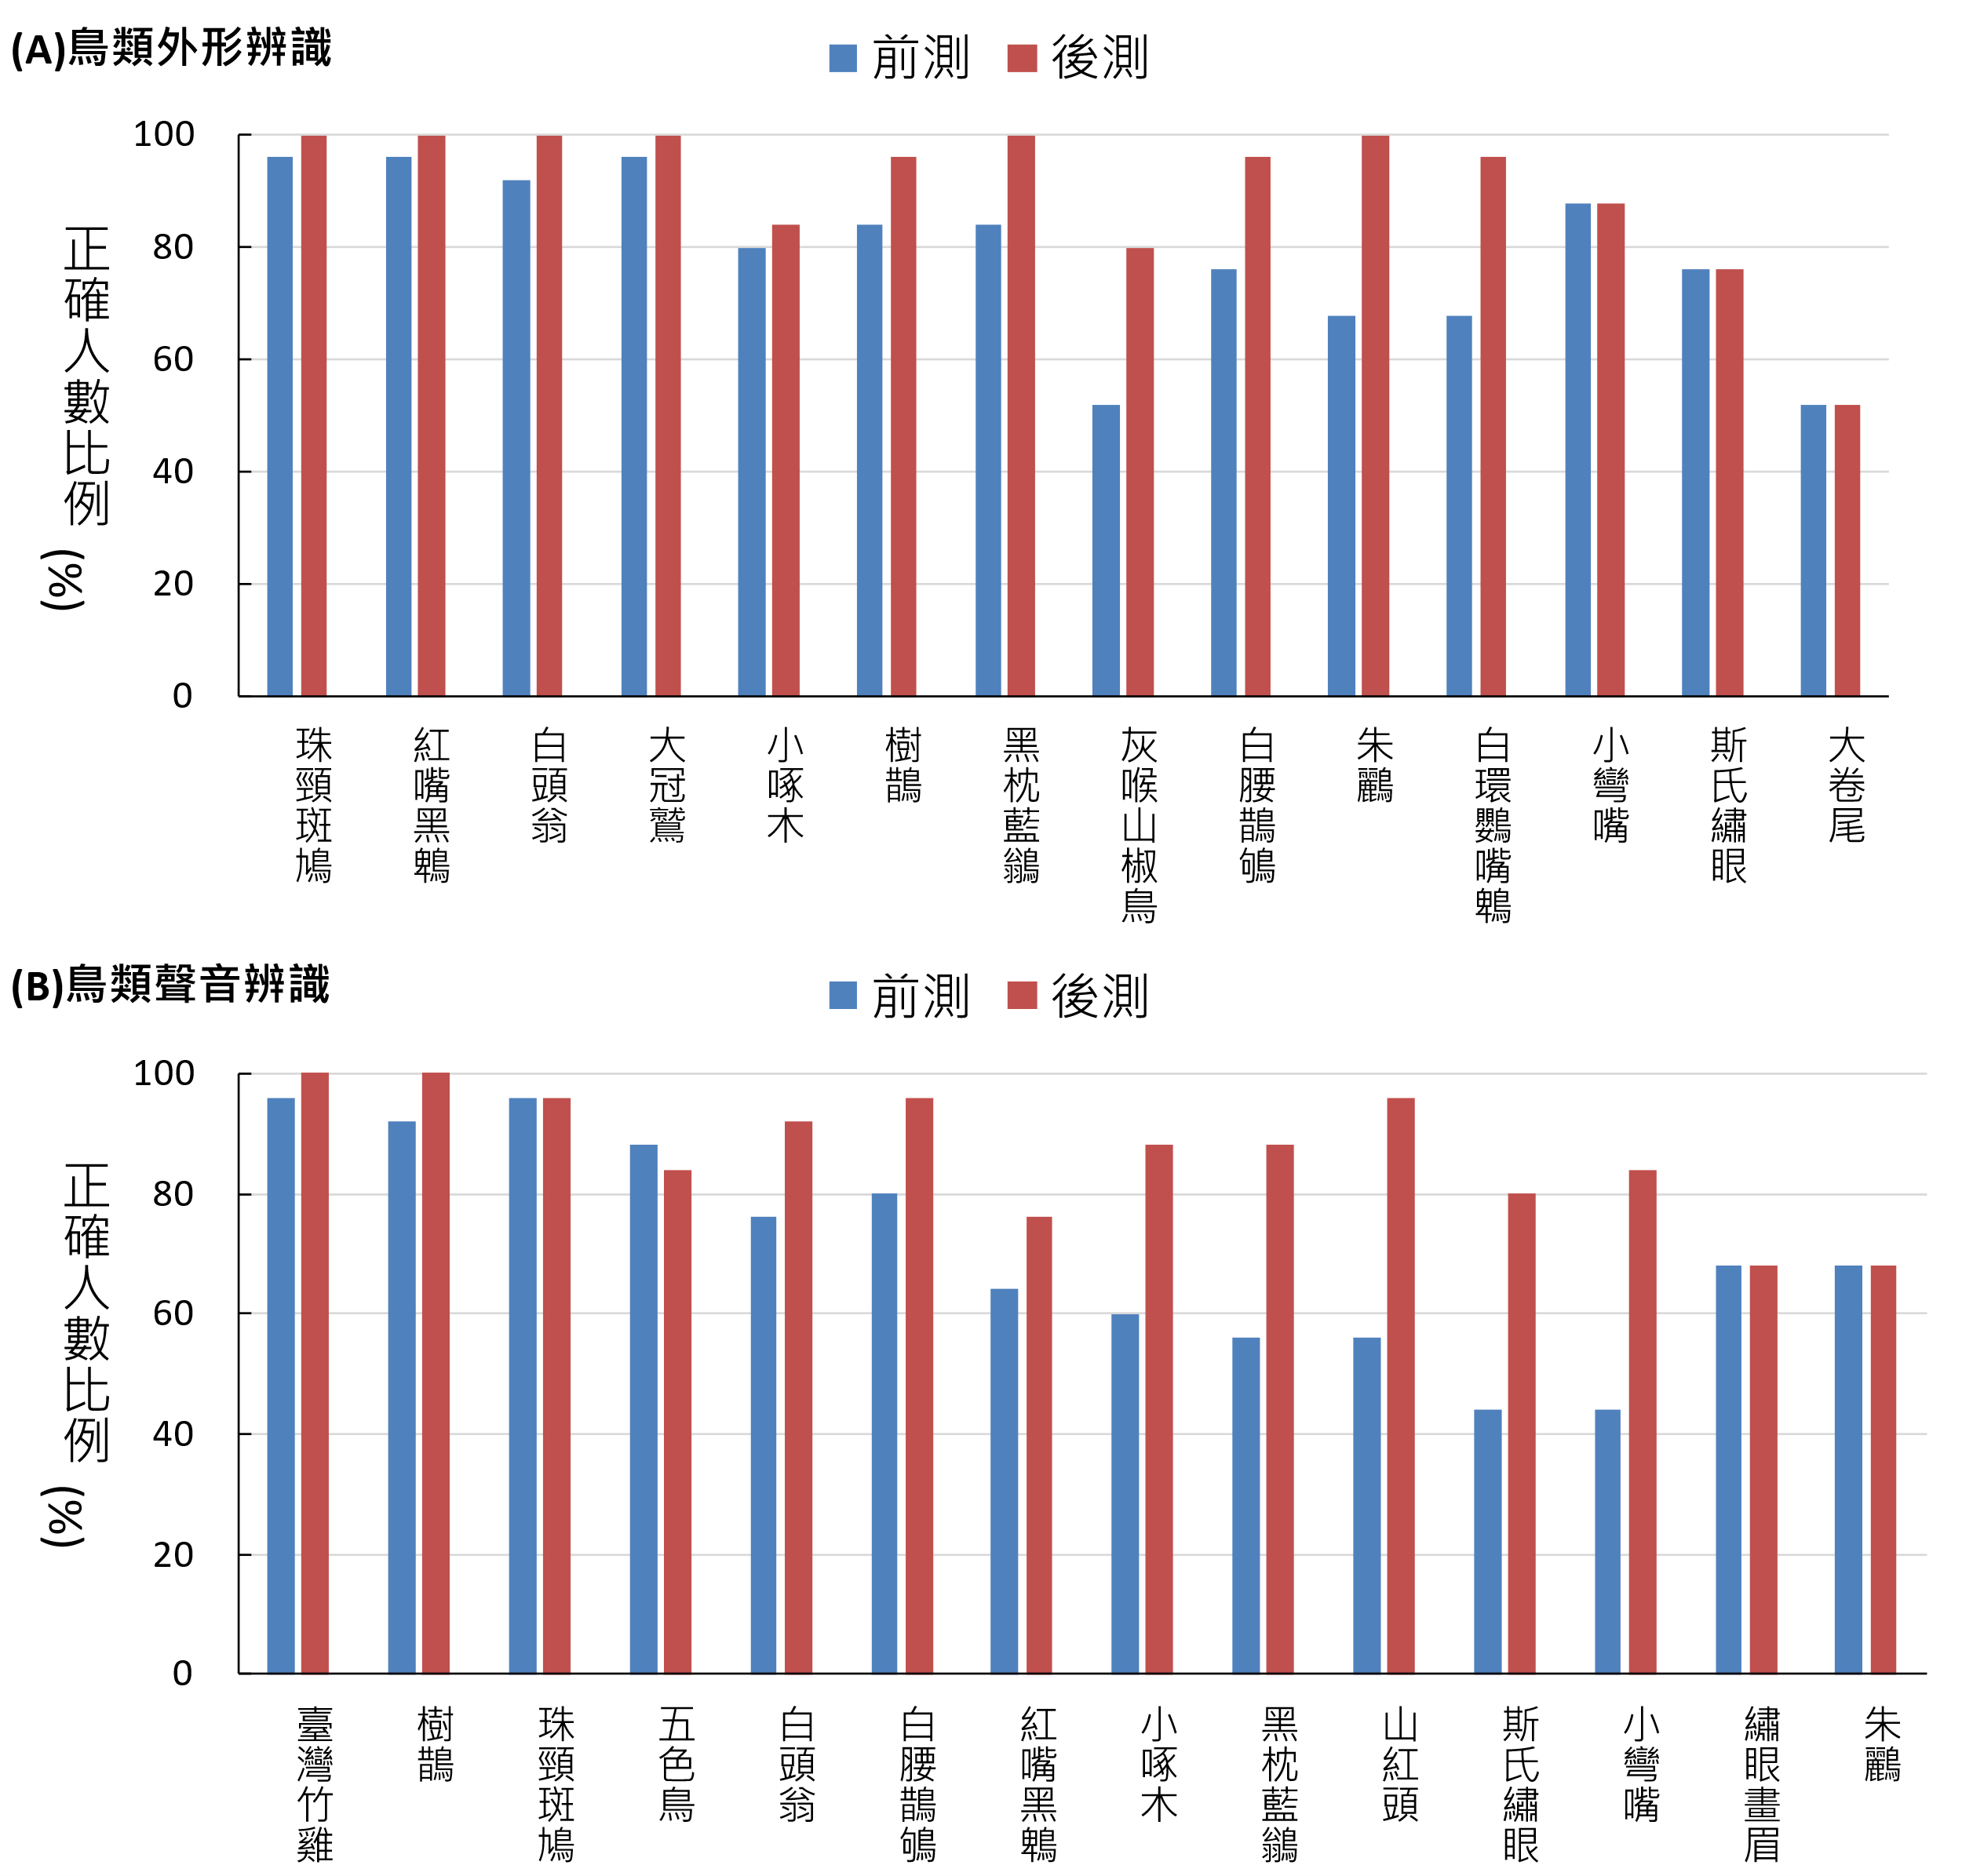 (A)鳥類外形辨識
前測 後測
正確人數比例(%)
100
80
60
40
20
0
珠頸斑鳩
紅嘴黑鵯
白頭翁
大冠鷲
小啄木
樹鵲
黑枕藍鶲
灰喉山椒鳥
白腰鵲鴝
朱鸝
白環鸚嘴鵯
小彎嘴
斯氏繡眼
大卷尾
(B)鳥類聲音辨識
前測 後測
正確人數比例(%)
100
80
60
40
20
0
臺灣竹雞
樹鵲
珠頸斑鳩
五色鳥
白頭翁
白腰鵲鴝
紅嘴黑鵯
小啄木
黑枕藍鶲
山紅頭
斯氏繡眼
小彎嘴
繡眼畫眉
朱鸝